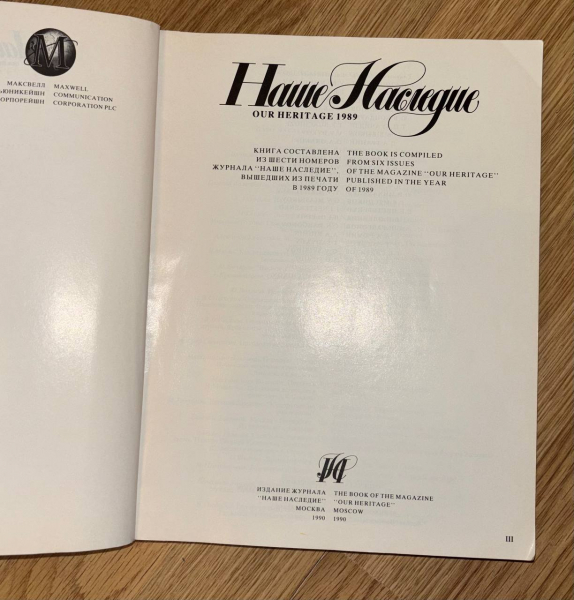 M
МАКСВЕЛЛ MAXWELL
COMMUNICATION
CORPORATION PLC
Наше Наследие
OUR HERITAGE 1989
КНИГА СОСТАВЛЕНА THE BOOK IS COMPILED
ИЗ ШЕСТИ НОМЕРОВ FROM SIX ISSUES
ЖУРНАЛА "НАШЕ НАСЛЕДИЕ", OF THE MAGAZINE "OUR HERITAGE"
ВЫШЕДШИХ ИЗ ПЕЧАТИ PUBLISHED IN THE YEAR
В 1989 ГОДУ OF 1989
НН
ИЗДАНИЕ ЖУРНАЛА THE BOOK OF THE MAGAZINE
"НАШЕ НАСЛЕДИЕ" "OUR HERITAGE"
МОСКВА MOSCOW
1990 1990
III